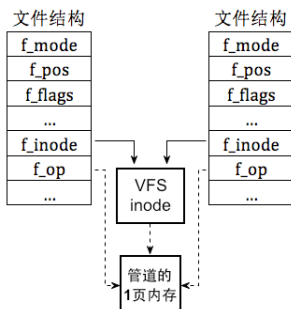 文件结构
f_mode
f_pos
f_flags
...
f_inode
f_op
...
文件结构
f_mode
f_pos
f_flags
...
f_inode
f_op
...
VFS
inode
管道的
1页内存